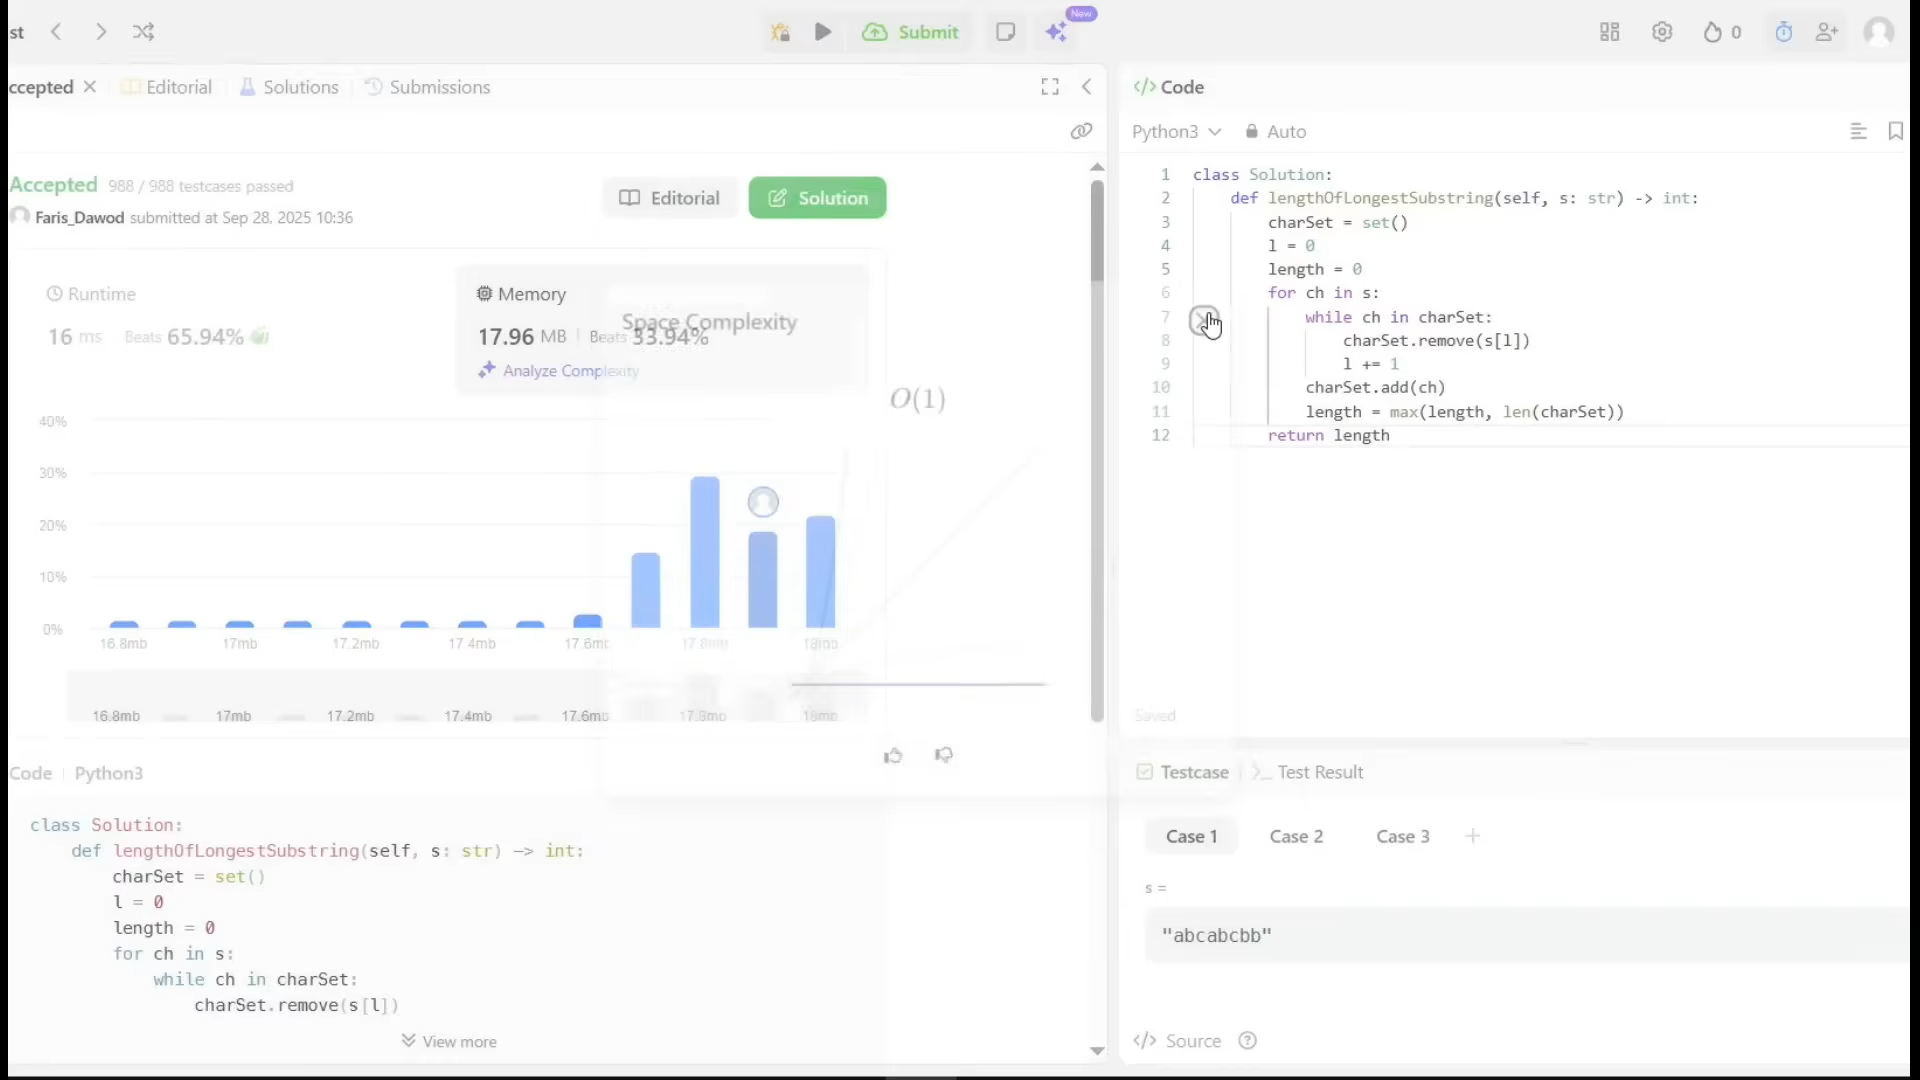 st
Submit
New
0
ccepted
Editorial
Solutions
Submissions
Accepted 988 / 988 testcases passed
Faris_Dawod submitted at Sep 28, 2025 10:36
Editorial
Solution
Runtime
16 ms Beats 65.94%
Memory
17.96 MB Beats 33.94%
Analyze Complexity
Space Complexity
O(1)
40%
30%
20%
10%
0%
16.8mb 17mb 17.2mb 17.4mb 17.6mb 17.8mb 18mb
16.8mb 17mb 17.2mb 17.4mb 17.6mb 17.8mb 18mb
Code Python3
class Solution:
def lengthOfLongestSubstring(self, s: str) -> int:
charSet = set()
l = 0
length = 0
for ch in s:
while ch in charSet:
charSet.remove(s[l])
View more
</> Code
Python3 Auto
1 class Solution:
2 def lengthOfLongestSubstring(self, s: str) -> int:
3 charSet = set()
4 l = 0
5 length = 0
6 for ch in s:
7 while ch in charSet:
8 charSet.remove(s[l])
9 l += 1
10 charSet.add(ch)
11 length = max(length, len(charSet))
12 return length
Saved
Testcase
>_ Test Result
Case 1 Case 2 Case 3 +
s =
"abcabcbb"
</> Source ?